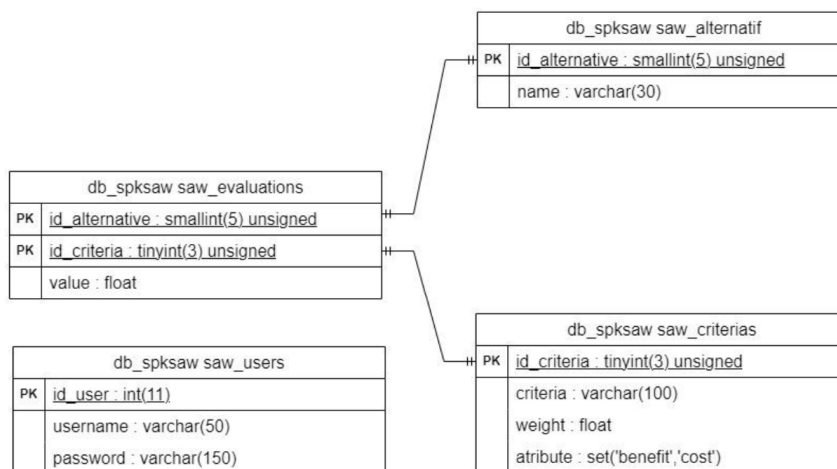 db_spksaw saw_alternatif
PK id_alternative : smallint(5) unsigned
name : varchar(30)
db_spksaw saw_evaluations
PK id_alternative : smallint(5) unsigned
PK id_criteria : tinyint(3) unsigned
value : float
db_spksaw saw_users
PK id_user : int(11)
username : varchar(50)
password : varchar(150)
db_spksaw saw_criterias
PK id_criteria : tinyint(3) unsigned
criteria : varchar(100)
weight : float
atribute : set('benefit','cost')